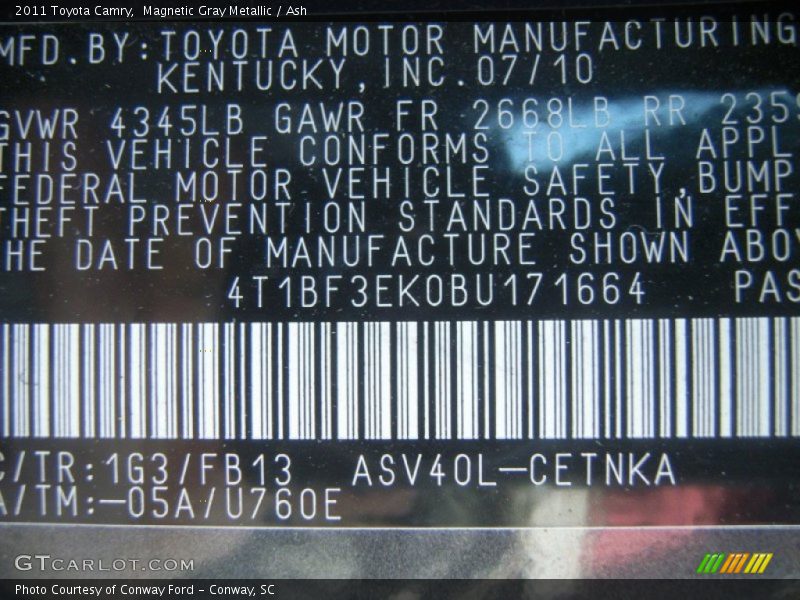 2011 Toyota Camry,  Magnetic Gray Metallic / Ash
MFD.BY:TOYOTA MOTOR MANUFACTURING
KENTUCKY,INC.07/10
GVWR 4345LB GAWR FR 2668LB RR 2359
THIS VEHICLE CONFORMS TO ALL APPL
FEDERAL MOTOR VEHICLE SAFETY,BUMP
THEFT PREVENTION STANDARDS IN EFF
HE DATE OF MANUFACTURE SHOWN ABOV
4T1BF3EK0BU171664 PAS
C/TR:1G3/FB13 ASV40L-CETNKA
A/TM:-05A/U760E
GTCARLOT.COM
Photo Courtesy of Conway Ford - Conway, SC